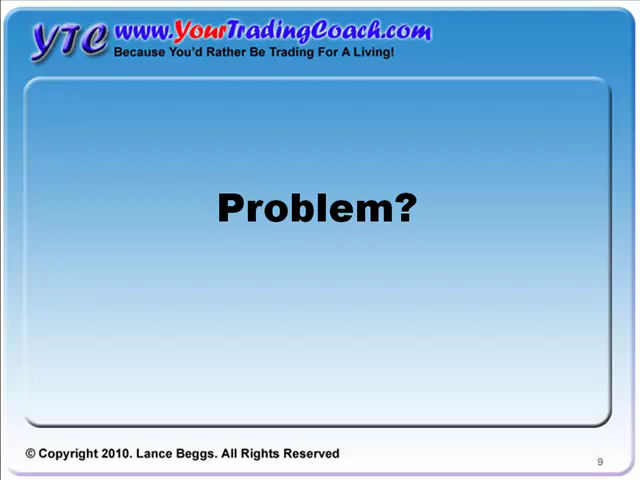 YTC www.YourTradingCoach.com
Because You'd Rather Be Trading For A Living!
Problem?
© Copyright 2010. Lance Beggs. All Rights Reserved
9